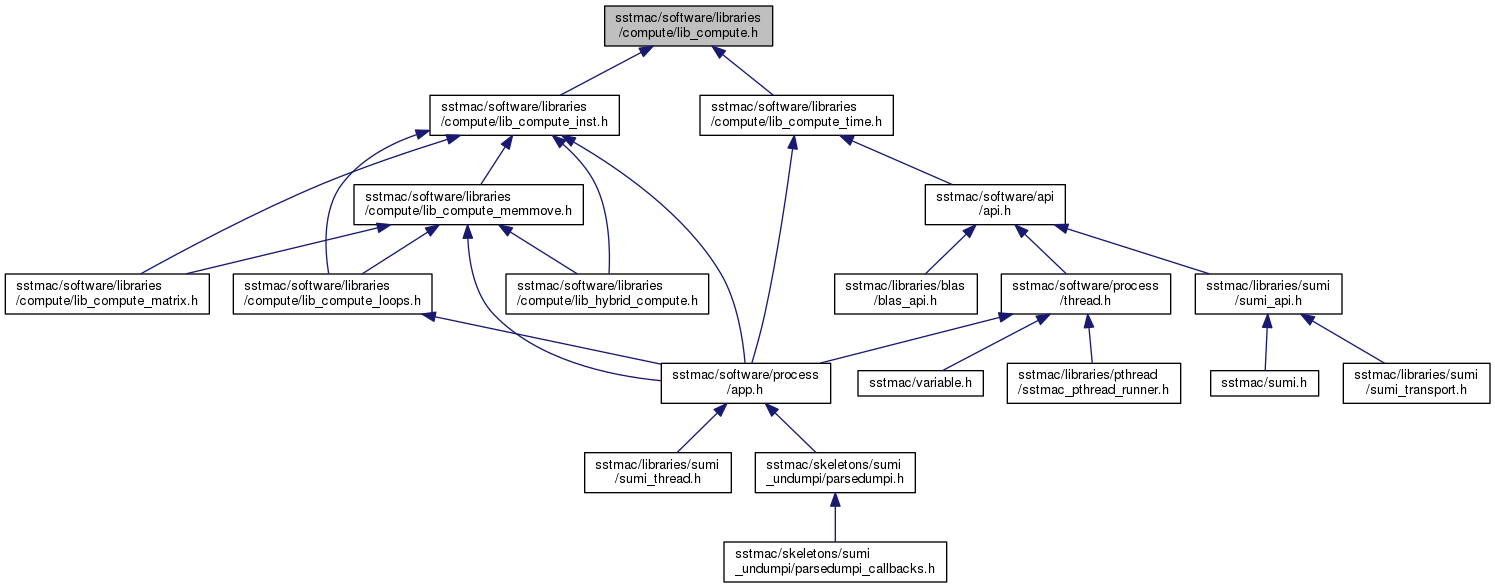 sstmac/software/libraries
/compute/lib_compute.h
sstmac/software/libraries
/compute/lib_compute_inst.h
sstmac/software/libraries
/compute/lib_compute_time.h
sstmac/software/libraries
/compute/lib_compute_memmove.h
sstmac/software/api
/api.h
sstmac/software/libraries
/compute/lib_compute_matrix.h
sstmac/software/libraries
/compute/lib_compute_loops.h
sstmac/software/libraries
/compute/lib_hybrid_compute.h
sstmac/libraries/blas
/blas_api.h
sstmac/software/process
/thread.h
sstmac/libraries/sumi
/sumi_api.h
sstmac/software/process
/app.h
sstmac/variable.h
sstmac/libraries/pthread
/sstmac_pthread_runner.h
sstmac/sumi.h
sstmac/libraries/sumi
/sumi_transport.h
sstmac/libraries/sumi
/sumi_thread.h
sstmac/skeletons/sumi
_undumpi/parsedumpi.h
sstmac/skeletons/sumi
_undumpi/parsedumpi_callbacks.h